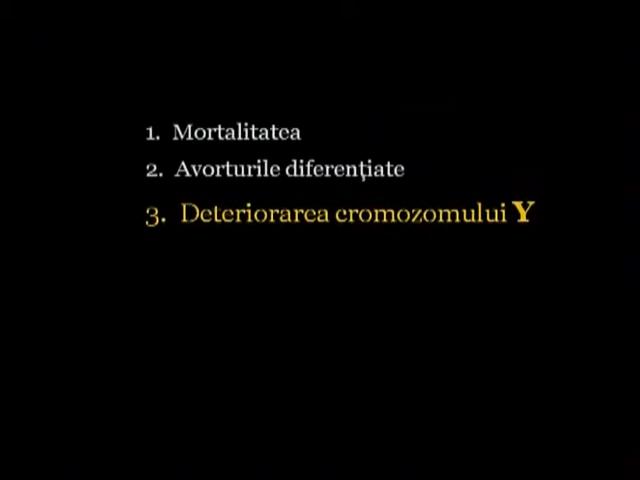 1. Mortalitatea
2. Avorturile diferenţiate
3. Deteriorarea cromozomului Y